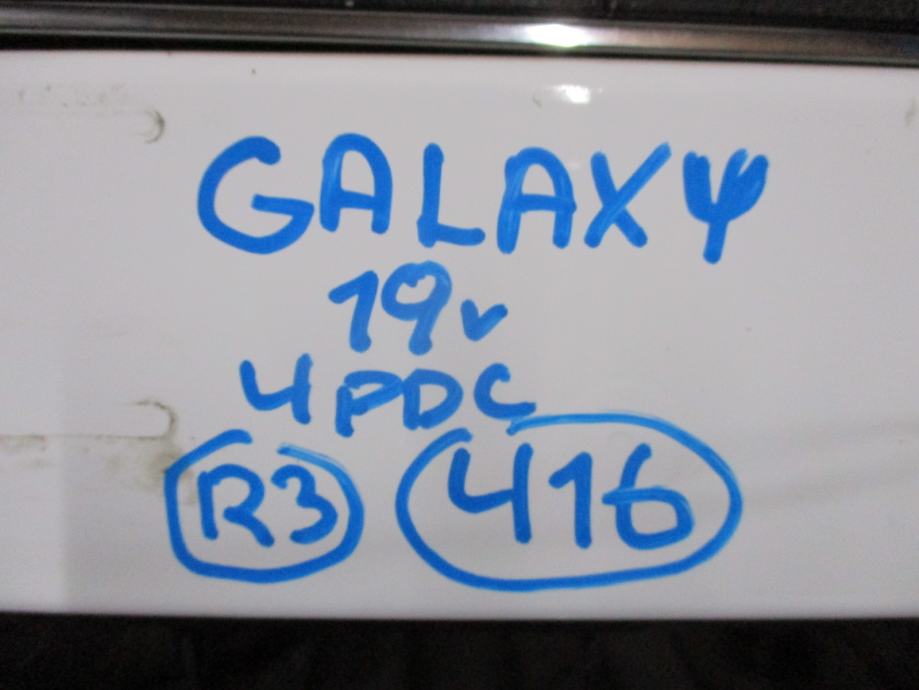 GALAXY
19v
4PDC
R3 416